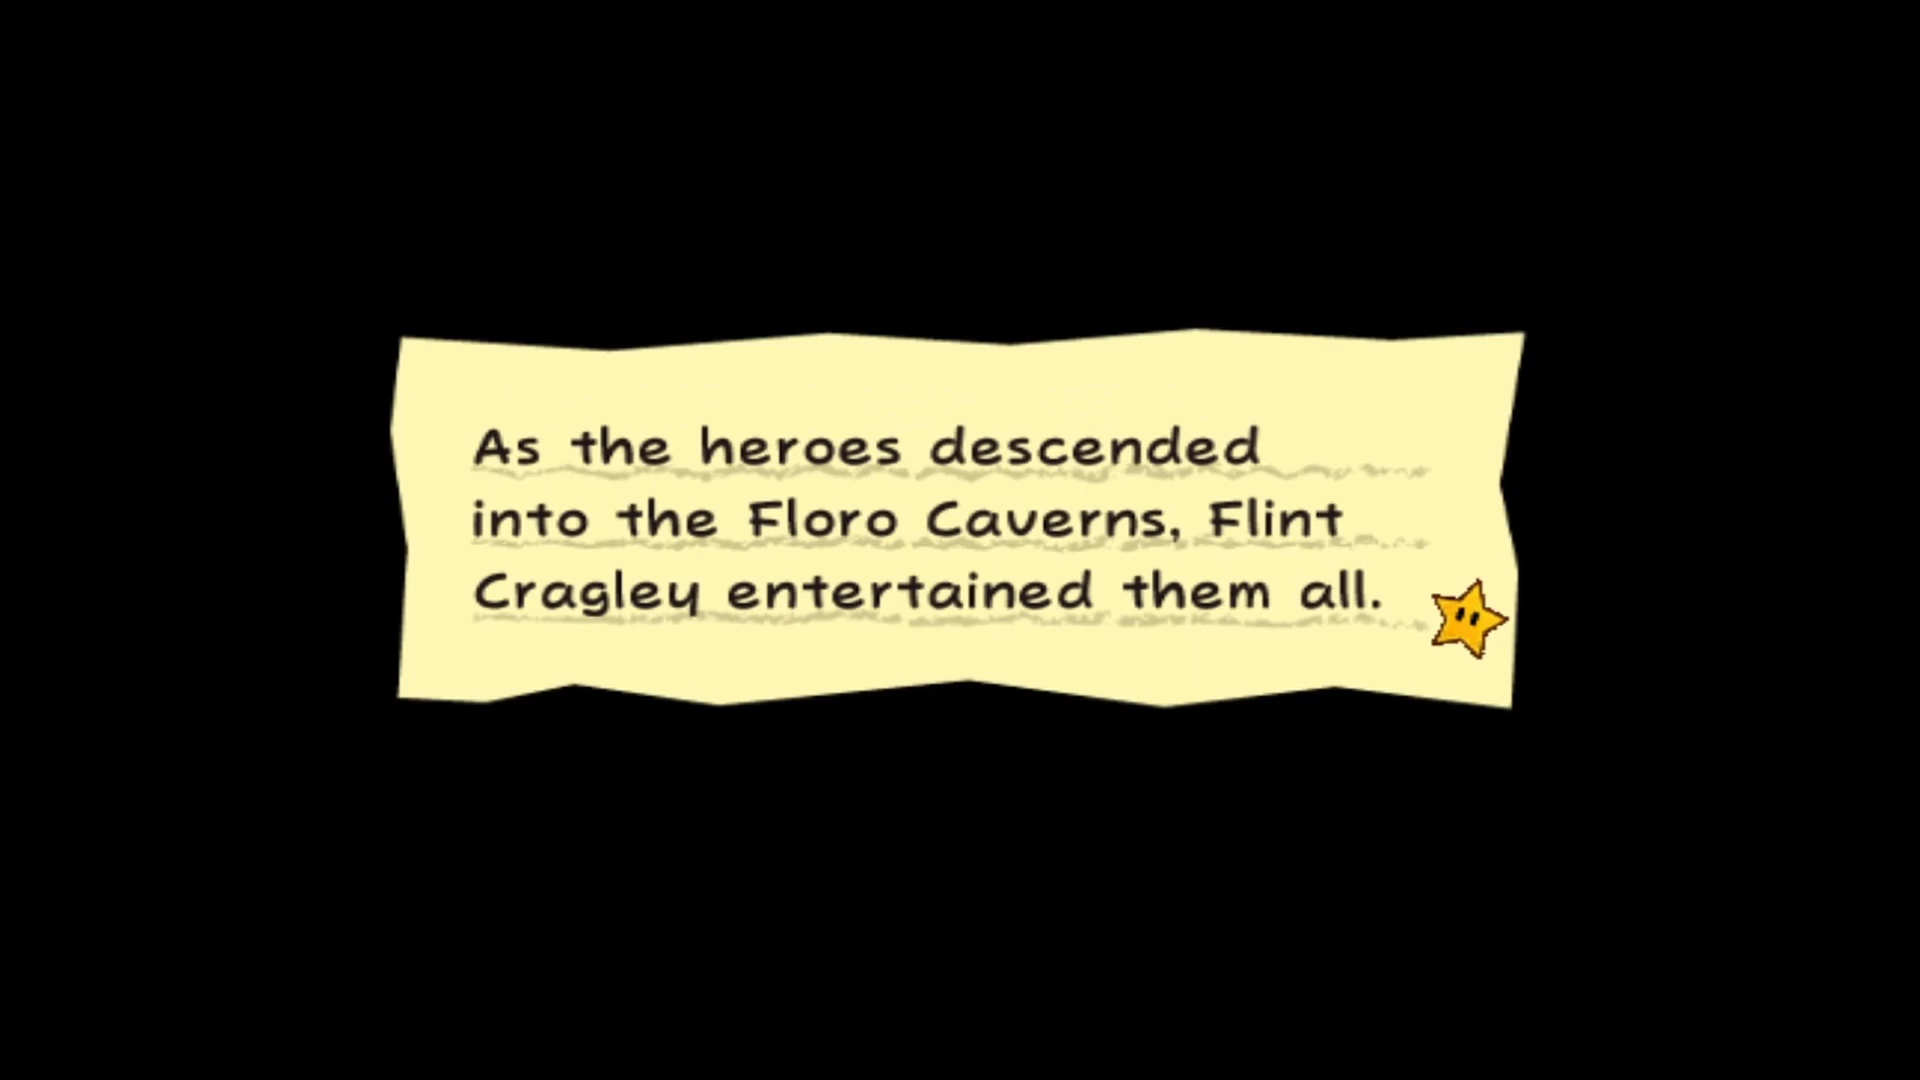 As the heroes descended
into the Floro Caverns, Flint
Cragley entertained them all.